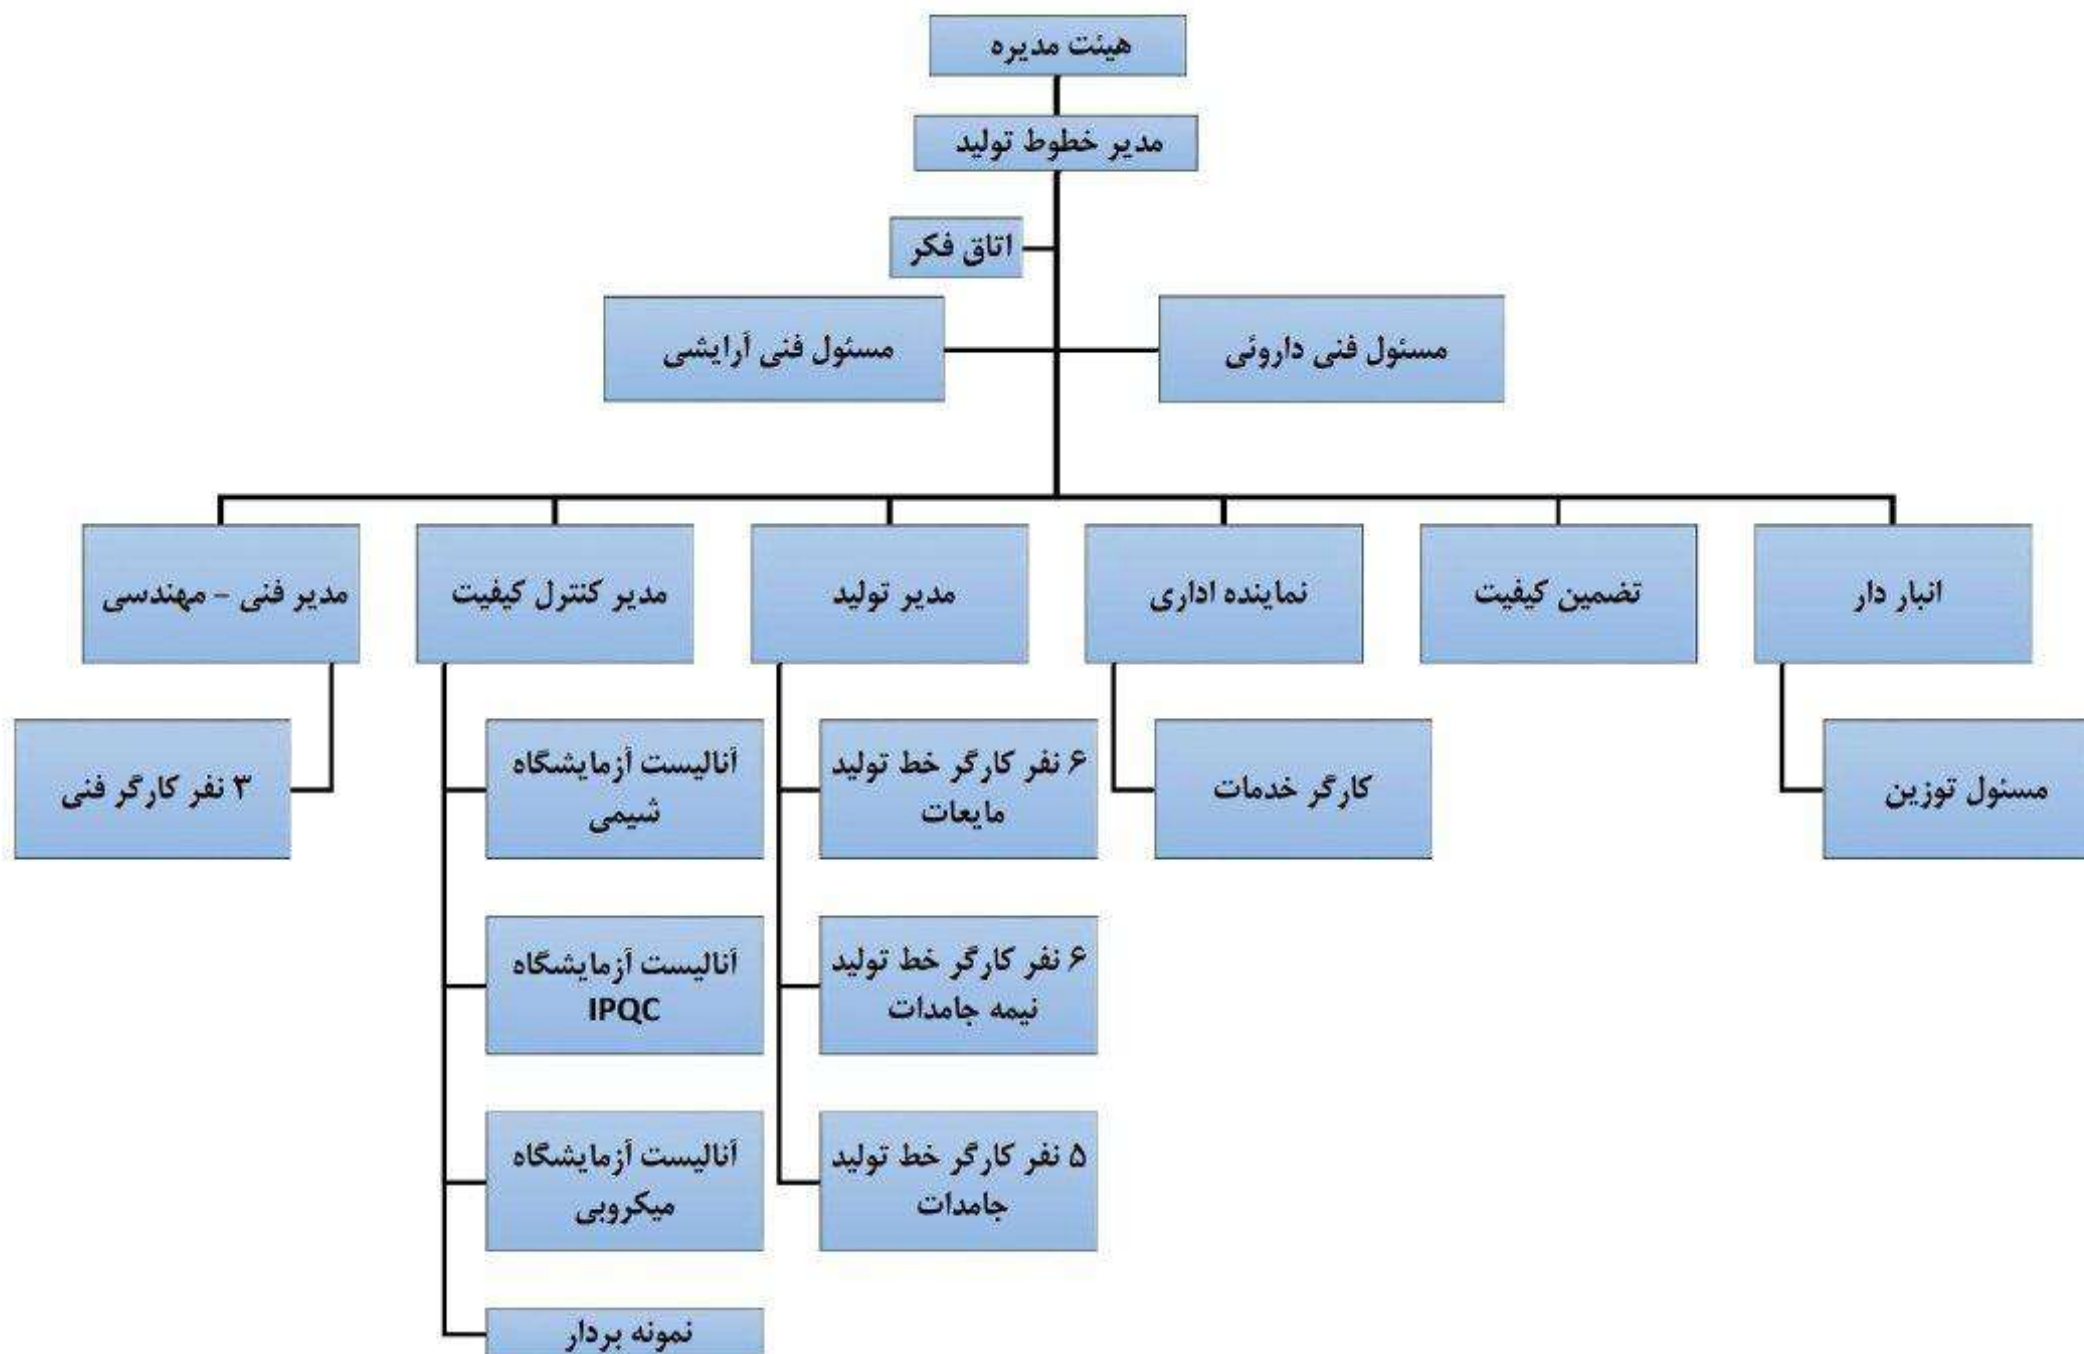 هیئت مدیره
مدیر خطوط تولید
اتاق فکر
مسئول فنی داروئی
مسئول فنی آرایشی
انبار دار
تضمین کیفیت
نماینده اداری
مدیر تولید
مدیر کنترل کیفیت
مدیر فنی – مهندسی
مسئول توزین
کارگر خدمات
۶ نفر کارگر خط تولید
مایعات
آنالیست آزمایشگاه
شیمی
۳ نفر کارگر فنی
۶ نفر کارگر خط تولید
نیمه جامدات
آنالیست آزمایشگاه
IPQC
۵ نفر کارگر خط تولید
جامدات
آنالیست آزمایشگاه
میکروبی
نمونه بردار